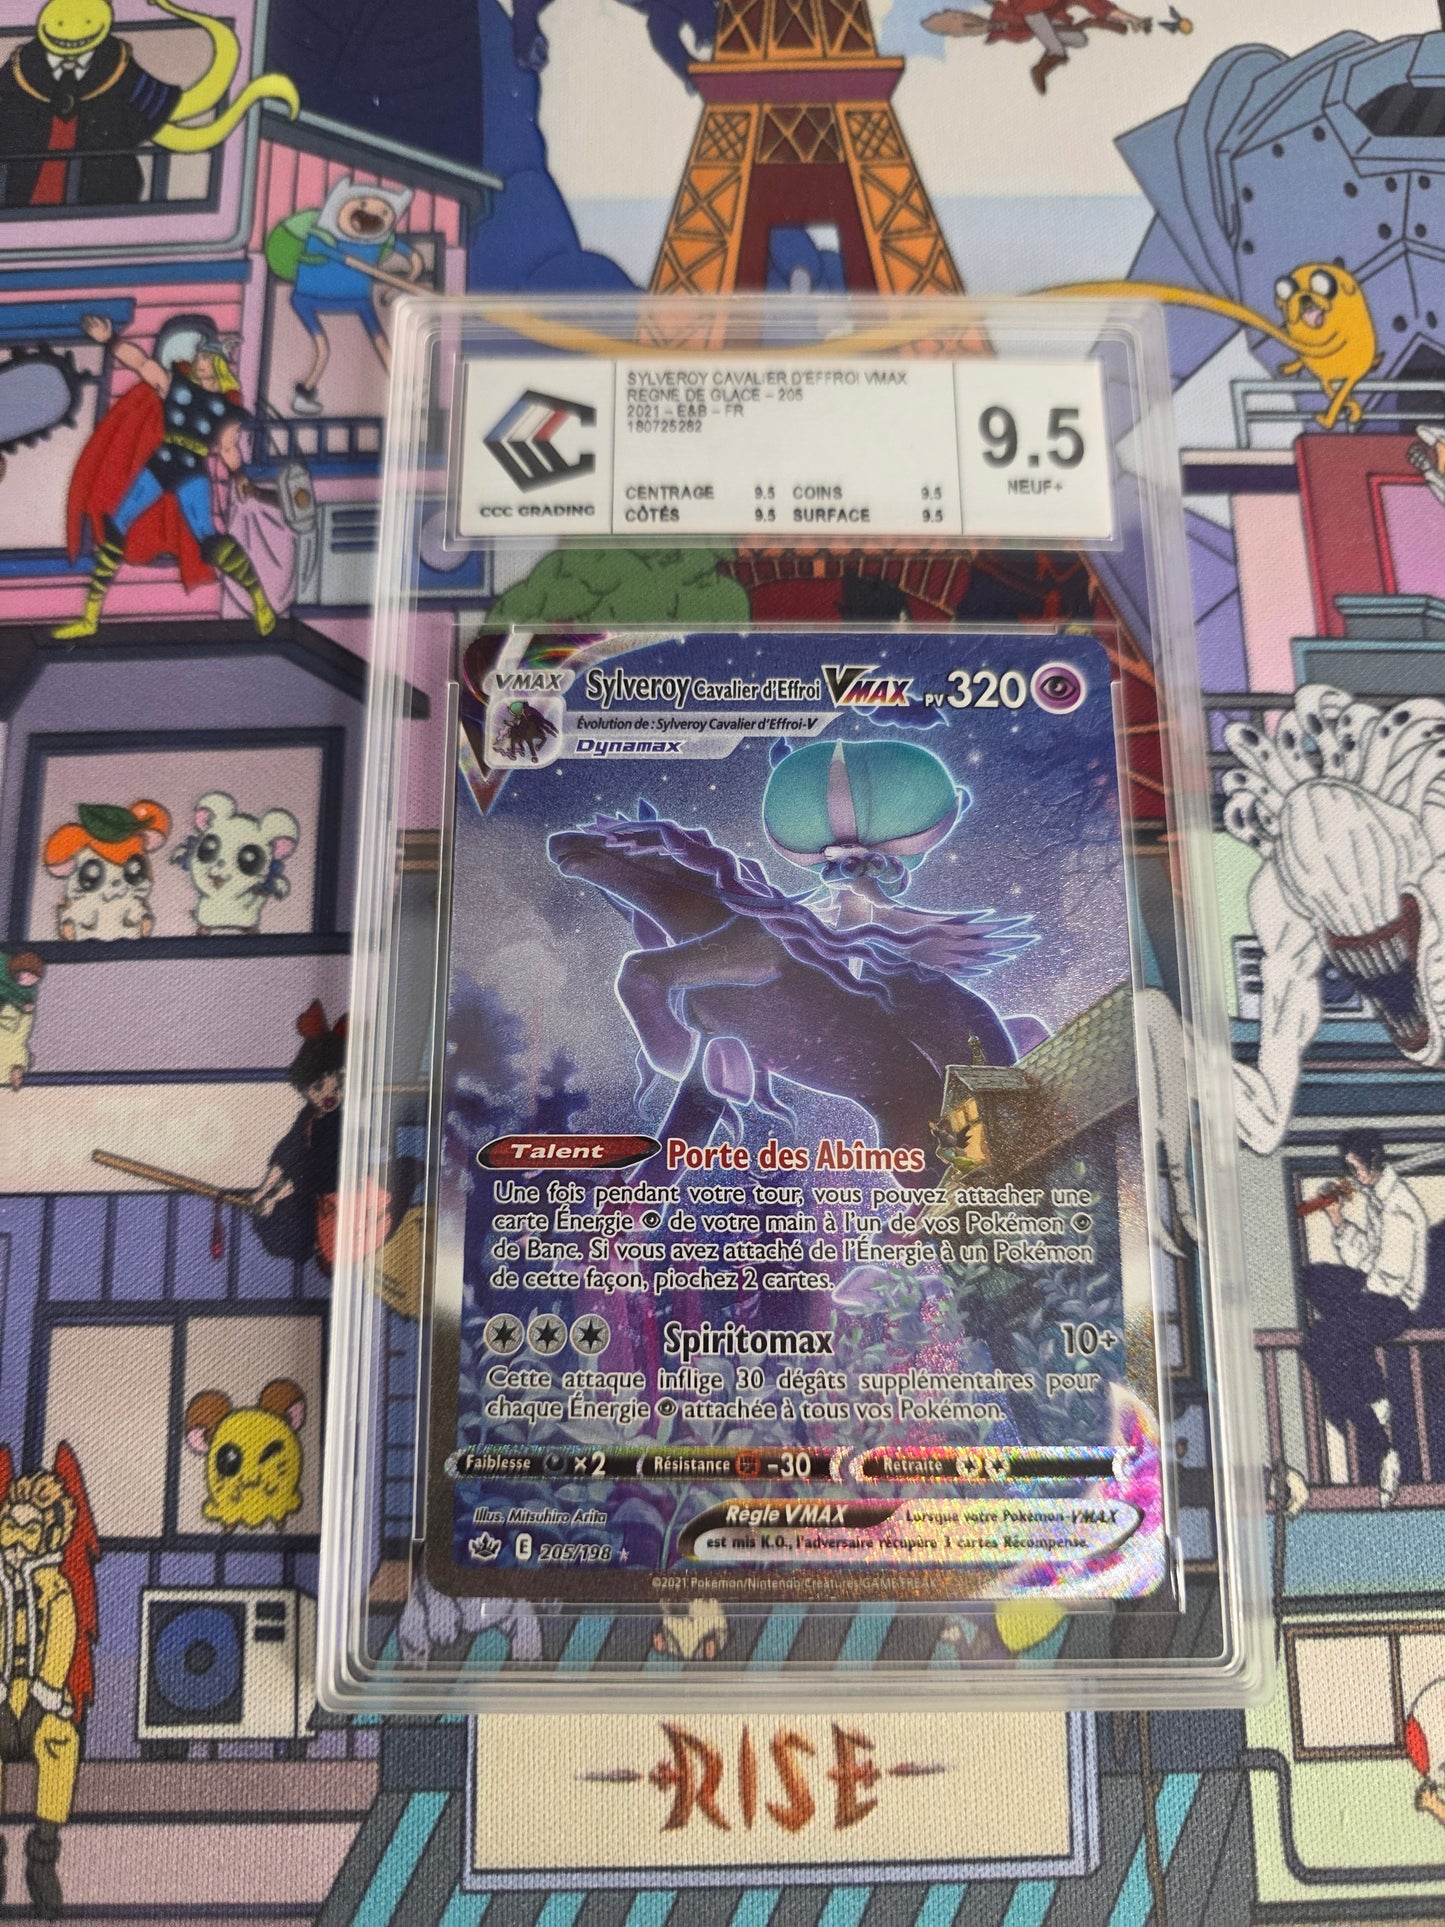 SYLVEROY CAVALIER D'EFFROI VMAX
REGNE DE GLACE - 205
2021 - E&B - FR
180725282
CCC GRADING
CENTRAGE 9.5 COINS 9.5
CÔTÉS 9.5 SURFACE 9.5
9.5
NEUF+
VMAX Sylveroy Cavalier d'Effroi VMAX PV 320
Évolution de : Sylveroy Cavalier d'Effroi-V
Dynamax
Talent Porte des Abîmes
Une fois pendant votre tour, vous pouvez attacher une
carte Énergie de votre main à l'un de vos Pokémon
de Banc. Si vous avez attaché de l'Énergie à un Pokémon
de cette façon, piochez 2 cartes.
Spiritomax 10+
Cette attaque inflige 30 dégâts supplémentaires pour
chaque Énergie attachée à tous vos Pokémon.
Faiblesse ×2 Résistance -30 Retraite
Illus. Mitsuhiro Arita
Règle VMAX Lorsque votre Pokémon-VMAX
est mis K.O., l'adversaire récupère 3 cartes Récompense.
E 205/198
©2021 Pokémon/Nintendo/Creatures/GAME FREAK
RISE